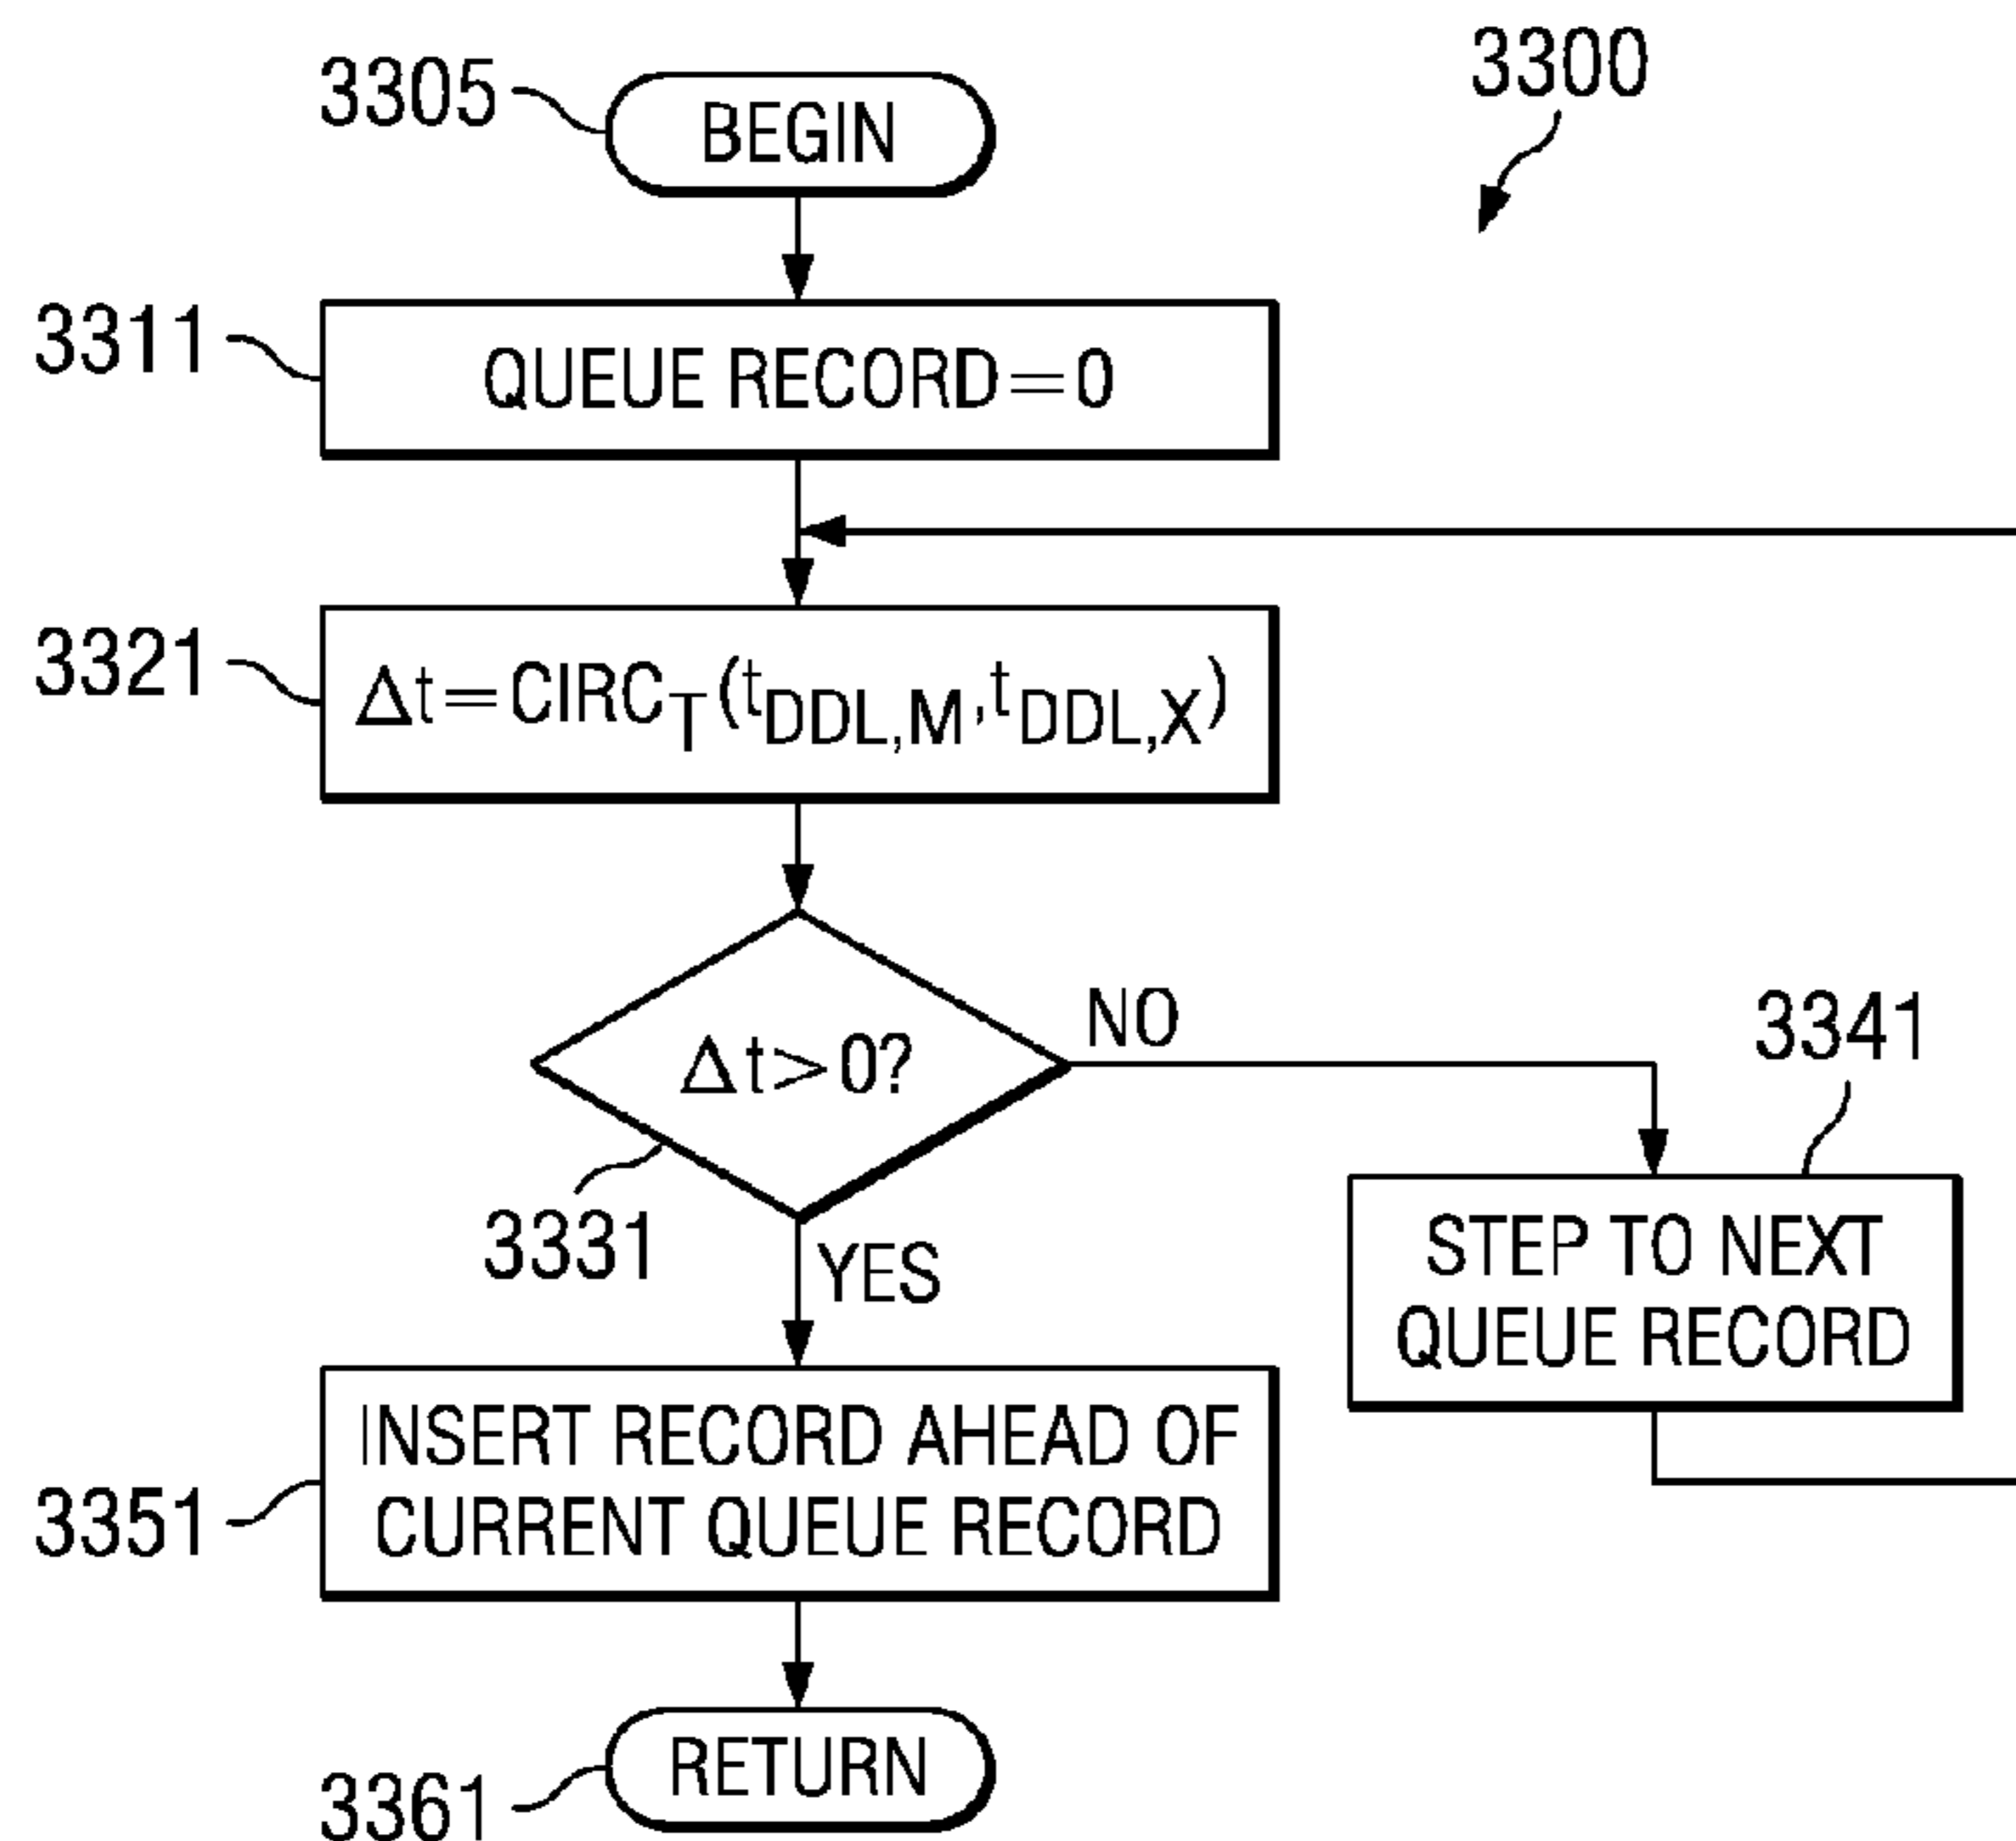 3305
BEGIN
3300
3311
QUEUE RECORD=0
3321
Δt=CIRC_T(t_DDL,M,t_DDL,X)
Δt>0?
NO
3341
3331
YES
STEP TO NEXT
QUEUE RECORD
INSERT RECORD AHEAD OF
CURRENT QUEUE RECORD
3351
RETURN
3361